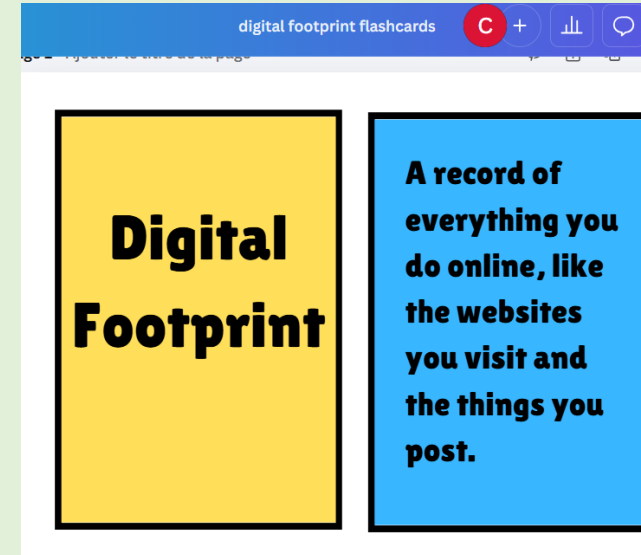 digital footprint flashcards
C
Digital
Footprint
A record of
everything you
do online, like
the websites
you visit and
the things you
post.